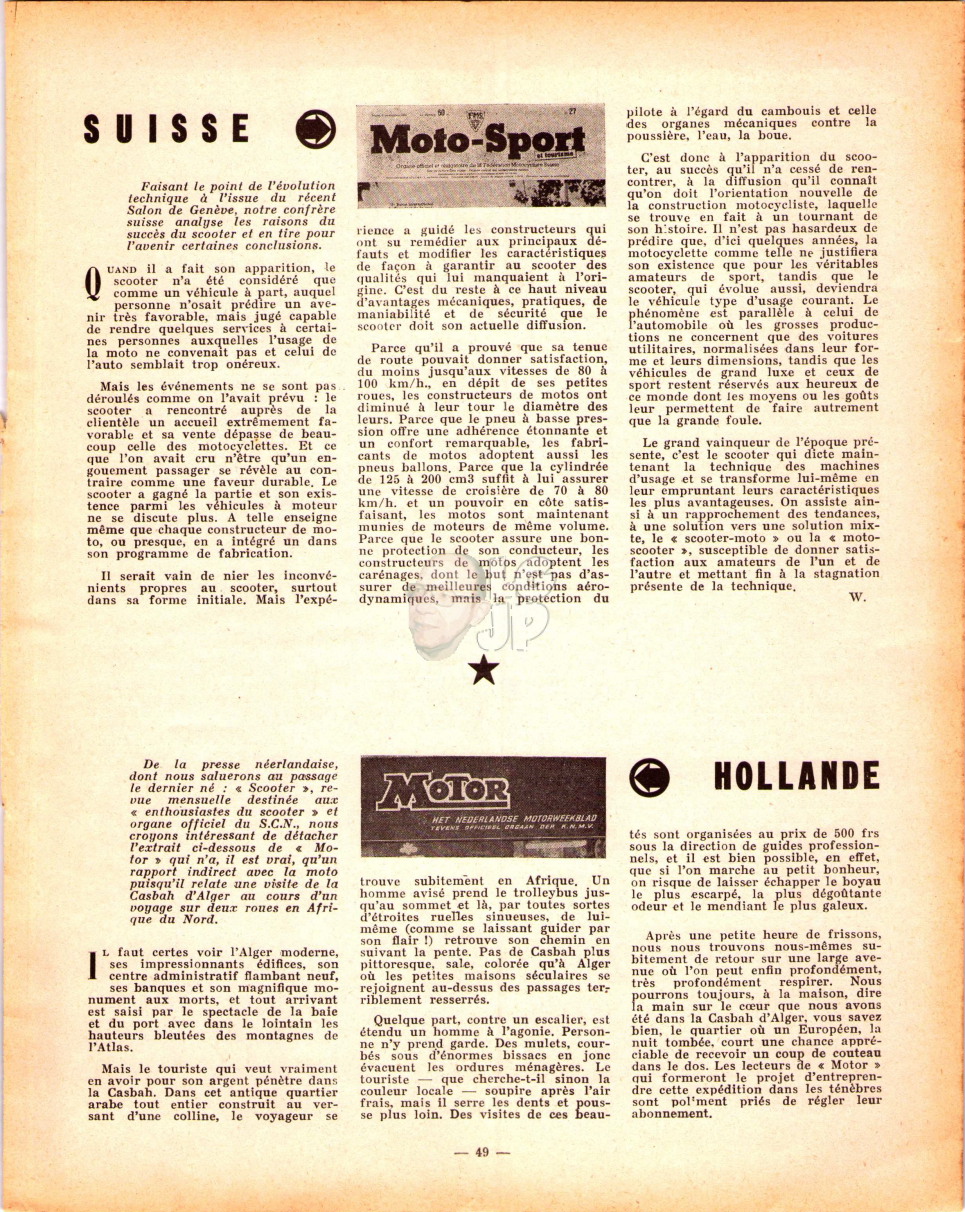 SUISSE
Faisant le point de l'évolution
technique à l'issue du récent
Salon de Genève, notre confrère
suisse analyse les raisons du
succès du scooter et en tire pour
l'avenir certaines conclusions.
QUAND il a fait son apparition, le
scooter n'a été considéré que
comme un véhicule à part, auquel
personne n'osait prédire un ave-
nir très favorable, mais jugé capable
de rendre quelques services à certai-
nes personnes auxquelles l'usage de
la moto ne convenait pas et celui de
l'auto semblait trop onéreux.
Mais les événements ne se sont pas
déroulés comme on l'avait prévu : le
scooter a rencontré auprès de la
clientèle un accueil extrêmement fa-
vorable et sa vente dépasse de beau-
coup celle des motocyclettes. Et ce
que l'on avait cru n'être qu'un en-
gouement passager se révèle au con-
traire comme une faveur durable. Le
scooter a gagné la partie et son exis-
tence parmi les véhicules à moteur
ne se discute plus. A telle enseigne
même que chaque constructeur de mo-
to, ou presque, en a intégré un dans
son programme de fabrication.
Il serait vain de nier les inconvé-
nients propres au scooter, surtout
dans sa forme initiale. Mais l'expé-
50
N° 27
FMS
Moto-Sport
et tourisme
Organe officiel et obligatoire de la Fédération Motocycliste Suisse
rience a guidé les constructeurs qui
ont su remédier aux principaux dé-
fauts et modifier les caractéristiques
de façon à garantir au scooter des
qualités qui lui manquaient à l'ori-
gine. C'est du reste à ce haut niveau
d'avantages mécaniques, pratiques, de
maniabilité et de sécurité que le
scooter doit son actuelle diffusion.
Parce qu'il a prouvé que sa tenue
de route pouvait donner satisfaction,
du moins jusqu'aux vitesses de 80 à
100 km/h., en dépit de ses petites
roues, les constructeurs de motos ont
diminué à leur tour le diamètre des
leurs. Parce que le pneu à basse pres-
sion offre une adhérence étonnante et
un confort remarquable, les fabri-
cants de motos adoptent aussi les
pneus ballons. Parce que la cylindrée
de 125 à 200 cm3 suffit à lui assurer
une vitesse de croisière de 70 à 80
km/h. et un pouvoir en côte satis-
faisant, les motos sont maintenant
munies de moteurs de même volume.
Parce que le scooter assure une bon-
ne protection de son conducteur, les
constructeurs de motos adoptent les
carénages, dont le but n'est pas d'as-
surer de meilleures conditions aéro-
dynamiques, mais la protection du
pilote à l'égard du cambouis et celle
des organes mécaniques contre la
poussière, l'eau, la boue.
C'est donc à l'apparition du scoo-
ter, au succès qu'il n'a cessé de ren-
contrer, à la diffusion qu'il connaît
qu'on doit l'orientation nouvelle de
la construction motocycliste, laquelle
se trouve en fait à un tournant de
son histoire. Il n'est pas hasardeux de
prédire que, d'ici quelques années, la
motocyclette comme telle ne justifiera
son existence que pour les véritables
amateurs de sport, tandis que le
scooter, qui évolue aussi, deviendra
le véhicule type d'usage courant. Le
phénomène est parallèle à celui de
l'automobile où les grosses produc-
tions ne concernent que des voitures
utilitaires, normalisées dans leur for-
me et leurs dimensions, tandis que les
véhicules de grand luxe et ceux de
sport restent réservés aux heureux de
ce monde dont les moyens ou les goûts
leur permettent de faire autrement
que la grande foule.
Le grand vainqueur de l'époque pré-
sente, c'est le scooter qui dicte main-
tenant la technique des machines
d'usage et se transforme lui-même en
leur empruntant leurs caractéristiques
les plus avantageuses. On assiste ain-
si à un rapprochement des tendances,
à une solution vers une solution mix-
te, le « scooter-moto » ou la « moto-
scooter », susceptible de donner satis-
faction aux amateurs de l'un et de
l'autre et mettant fin à la stagnation
présente de la technique.
W.
JP
De la presse néerlandaise,
dont nous saluerons au passage
le dernier né : « Scooter », re-
vue mensuelle destinée aux
« enthousiastes du scooter » et
organe officiel du S.C.N., nous
croyons intéressant de détacher
l'extrait ci-dessous de « Mo-
tor » qui n'a, il est vrai, qu'un
rapport indirect avec la moto
puisqu'il relate une visite de la
Casbah d'Alger au cours d'un
voyage sur deux roues en Afri-
que du Nord.
IL faut certes voir l'Alger moderne,
ses impressionnants édifices, son
centre administratif flambant neuf,
ses banques et son magnifique mo-
nument aux morts, et tout arrivant
est saisi par le spectacle de la baie
et du port avec dans le lointain les
hauteurs bleutées des montagnes de
l'Atlas.
Mais le touriste qui veut vraiment
en avoir pour son argent pénètre dans
la Casbah. Dans cet antique quartier
arabe tout entier construit au ver-
sant d'une colline, le voyageur se
MOTOR
HET NEDERLANDSE MOTORWEEKBLAD
TEVENS OFFICIEEL ORGAAN DER K.N.M.V.
trouve subitement en Afrique. Un
homme avisé prend le trolleybus jus-
qu'au sommet et là, par toutes sortes
d'étroites ruelles sinueuses, de lui-
même (comme se laissant guider par
son flair !) retrouve son chemin en
suivant la pente. Pas de Casbah plus
pittoresque, sale, colorée qu'à Alger
où les petites maisons séculaires se
rejoignent au-dessus des passages ter-
riblement resserrés.
Quelque part, contre un escalier, est
étendu un homme à l'agonie. Person-
ne n'y prend garde. Des mulets, cour-
bés sous d'énormes bissacs en jonc
évacuent les ordures ménagères. Le
touriste — que cherche-t-il sinon la
couleur locale — soupire après l'air
frais, mais il serre les dents et pous-
se plus loin. Des visites de ces beau-
HOLLANDE
tés sont organisées au prix de 500 frs
sous la direction de guides profession-
nels, et il est bien possible, en effet,
que si l'on marche au petit bonheur,
on risque de laisser échapper le boyau
le plus escarpé, la plus dégoûtante
odeur et le mendiant le plus galeux.
Après une petite heure de frissons,
nous nous trouvons nous-mêmes su-
bitement de retour sur une large ave-
nue où l'on peut enfin profondément,
très profondément respirer. Nous
pourrons toujours, à la maison, dire
la main sur le cœur que nous avons
été dans la Casbah d'Alger, vous savez
bien, le quartier où un Européen, la
nuit tombée, court une chance appré-
ciable de recevoir un coup de couteau
dans le dos. Les lecteurs de « Motor »
qui formeront le projet d'entrepren-
dre cette expédition dans les ténèbres
sont poliment priés de régler leur
abonnement.
— 49 —